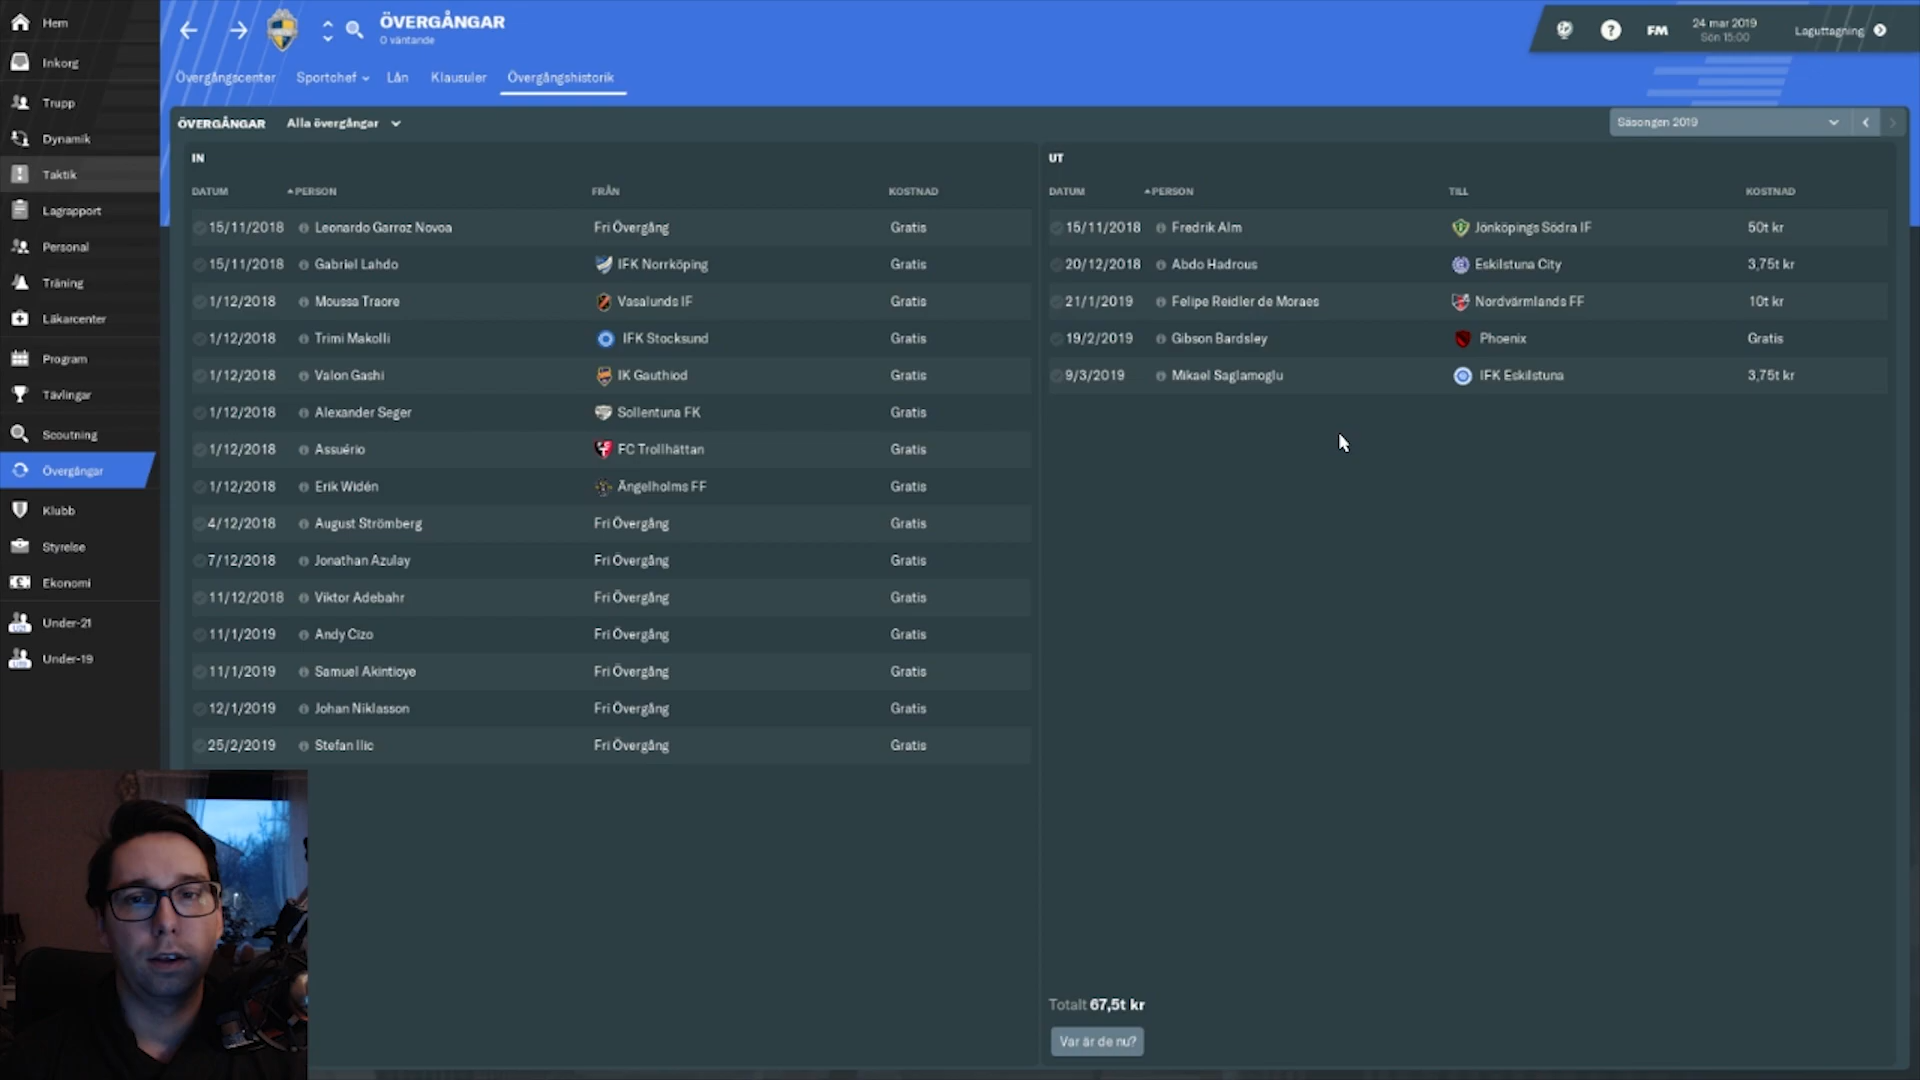 Hem
Inkorg
Trupp
Dynamik
Taktik
Lagrapport
Personal
Träning
Läkarcenter
Program
Tävlingar
Scoutning
Övergångar
Klubb
Styrelse
Ekonomi
Under-21
Under-19
ÖVERGÅNGAR
0 väntande
FM
24 mar 2019
Sön 15:00
Laguttagning
Övergångscenter Sportchef Lån Klausuler Övergångshistorik
ÖVERGÅNGAR Alla övergångar
Säsongen 2019
IN
DATUM PERSON FRÅN KOSTNAD
15/11/2018 Leonardo Garroz Novoa Fri Övergång Gratis
15/11/2018 Gabriel Lahdo IFK Norrköping Gratis
1/12/2018 Moussa Traore Vasalunds IF Gratis
1/12/2018 Trimi Makolli IFK Stocksund Gratis
1/12/2018 Valon Gashi IK Gauthiod Gratis
1/12/2018 Alexander Seger Sollentuna FK Gratis
1/12/2018 Assuério FC Trollhättan Gratis
1/12/2018 Erik Widén Ängelholms FF Gratis
4/12/2018 August Strömberg Fri Övergång Gratis
7/12/2018 Jonathan Azulay Fri Övergång Gratis
11/12/2018 Viktor Adebahr Fri Övergång Gratis
11/1/2019 Andy Cizo Fri Övergång Gratis
11/1/2019 Samuel Akintioye Fri Övergång Gratis
12/1/2019 Johan Niklasson Fri Övergång Gratis
25/2/2019 Stefan Ilic Fri Övergång Gratis
UT
DATUM PERSON TILL KOSTNAD
15/11/2018 Fredrik Alm Jönköpings Södra IF 50t kr
20/12/2018 Abdo Hadrous Eskilstuna City 3,75t kr
21/1/2019 Felipe Reidler de Moraes Nordvärmlands FF 10t kr
19/2/2019 Gibson Bardsley Phoenix Gratis
9/3/2019 Mikael Saglamoglu IFK Eskilstuna 3,75t kr
Totalt 67,5t kr
Var är de nu?